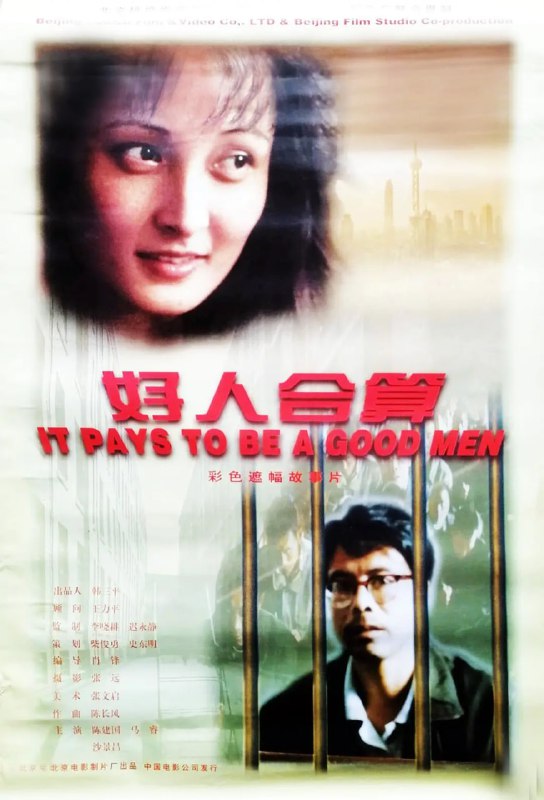 Film & Video Co,. LTD & Beijing Film Studio Co-production
好人合算
IT PAYS TO BE A GOOD MEN
彩色遮幅故事片
出品人 韩三平
顾 问 王力平
监 制 李晓耕 迟永静
策 划 柴俊勇 史东明
编 导 肖 锋
摄 影 张 远
美 术 张文启
作 曲 陈长风
主 演 陈建国 马 睿
沙景昌
北京电影制片厂出品 中国电影公司发行